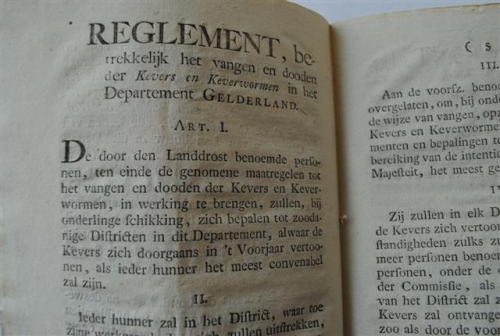 REGLEMENT, be-
trekkelijk het vangen en dooden
der Kevers en Keverwormen in het
Departement GELDERLAND.
ART. I.
De door den Landdrost benoemde perso-
nen, ten einde de genomene maatregelen tot
het vangen en dooden der Kevers en Kever-
wormen, in werking te brengen, zullen, bij
onderlinge schikking, zich bepalen tot zooda-
nige Districten in dit Departement, alwaar de
Kevers zich doorgaans in 't Voorjaar vertoo-
nen, als ieder hunner het meest convenabel
zal zijn.
II.
Ieder hunner zal in het District, waar toe
zullen uitstrekken,
( 5
III.
Aan de voorsz. beno
overgelaten, om, bij ond
de wijze van vangen, opz
Kevers en Keverworme
menten en bepalingen te
bereiking van de intentie
Majesteit, het meest ge
Zij zullen in elk D
de Kevers zich vertoon
standigheden zulks zu
meer personen benoem
personen, onder de
der Commissie, als
van het District zal z
Kevers zal ontvange